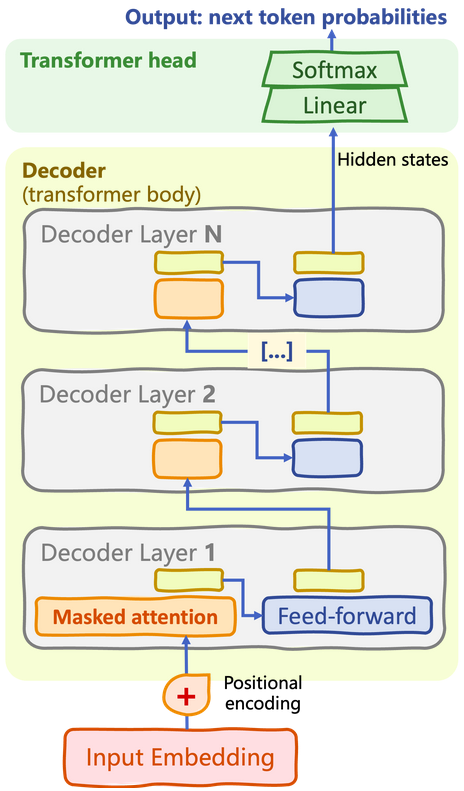 Output: next token probabilities
Transformer head
Softmax
Linear
Hidden states
Decoder
(transformer body)
Decoder Layer N
[...]
Decoder Layer 2
Decoder Layer 1
Masked attention
Feed-forward
+
Positional
encoding
Input Embedding